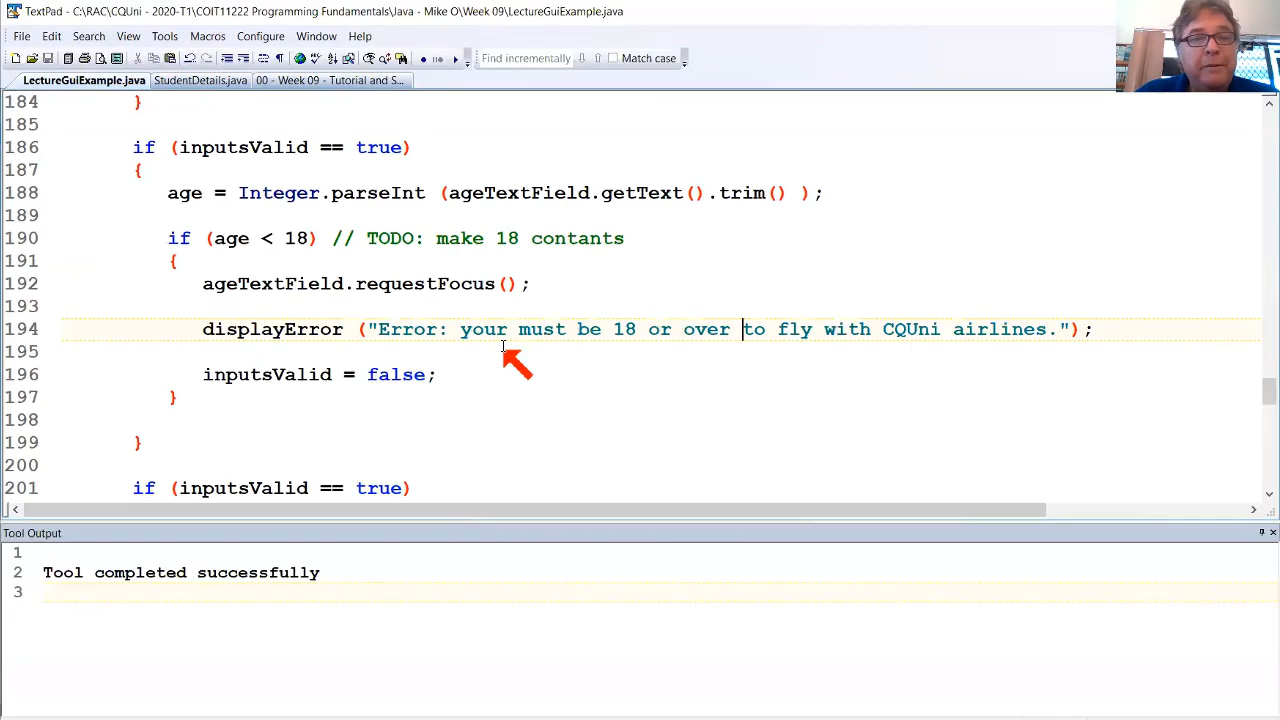 TextPad - C:\RAC\CQUni - 2020-T1\COIT11222 Programming Fundamentals\Java - Mike O\Week 09\LectureGuiExample.java
File Edit Search View Tools Macros Configure Window Help
Find incrementally Match case
LectureGuiExample.java StudentDetails.java 00 - Week 09 - Tutorial and S...
184 }
185
186 if (inputsValid == true)
187 {
188 age = Integer.parseInt (ageTextField.getText().trim() );
189
190 if (age < 18) // TODO: make 18 contants
191 {
192 ageTextField.requestFocus();
193
194 displayError ("Error: your must be 18 or over to fly with CQUni airlines.");
195
196 inputsValid = false;
197 }
198
199 }
200
201 if (inputsValid == true)
Tool Output
1
2 Tool completed successfully
3